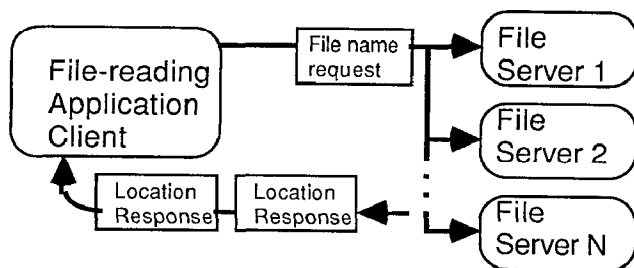 File-reading
Application
Client
File name
request
File
Server 1
File
Server 2
File
Server N
Location
Response
Location
Response